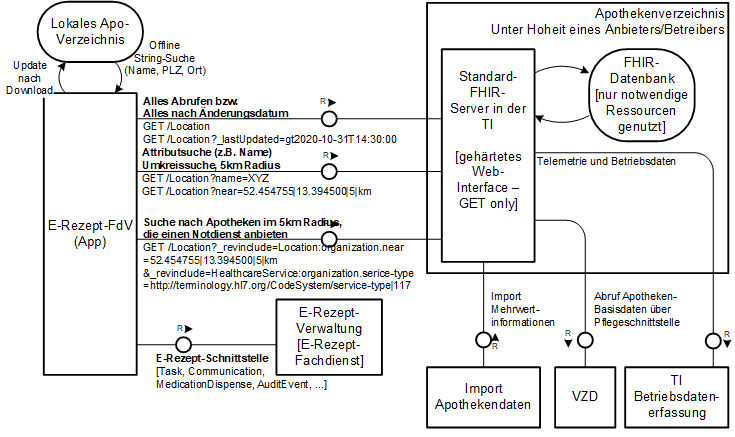 Lokales Apo-
Verzeichnis
Update
nach
Download
Offline
String-Suche
(Name, PLZ, Ort)
E-Rezept-FdV
(App)
Alles Abrufen bzw.
Alles nach Änderungsdatum
GET /Location
GET /Location?_lastUpdated=gt2020-10-31T14:30:00
R
Attributsuche (z.B. Name)
Umkreissuche, 5km Radius
GET /Location?name=XYZ
GET /Location?near=52.454755|13.394500|5|km
R
Suche nach Apotheken im 5km Radius,
die einen Notdienst anbieten
GET /Location?_revinclude=Location:organization.near
=52.454755|13.394500|5|km
&_revinclude=HealthcareService:organization.serice-type
=http://terminology.hl7.org/CodeSystem/service-type|117
R
R
E-Rezept-Schnittstelle
[Task, Communication,
MedicationDispense, AuditEvent, ...]
E-Rezept-
Verwaltung
[E-Rezept-
Fachdienst]
Apothekenverzeichnis
Unter Hoheit eines Anbieters/Betreibers
Standard-
FHIR-
Server in der
TI
[gehärtetes
Web-
Interface –
GET only]
FHIR-
Datenbank
[nur notwendige
Ressourcen
genutzt]
Telemetrie und Betriebsdaten
Import
Mehrwert-
informationen
R
Abruf Apotheken-
Basisdaten über
Pflegeschnittstelle
R
R
Import
Apothekendaten
VZD
TI
Betriebsdaten-
erfassung